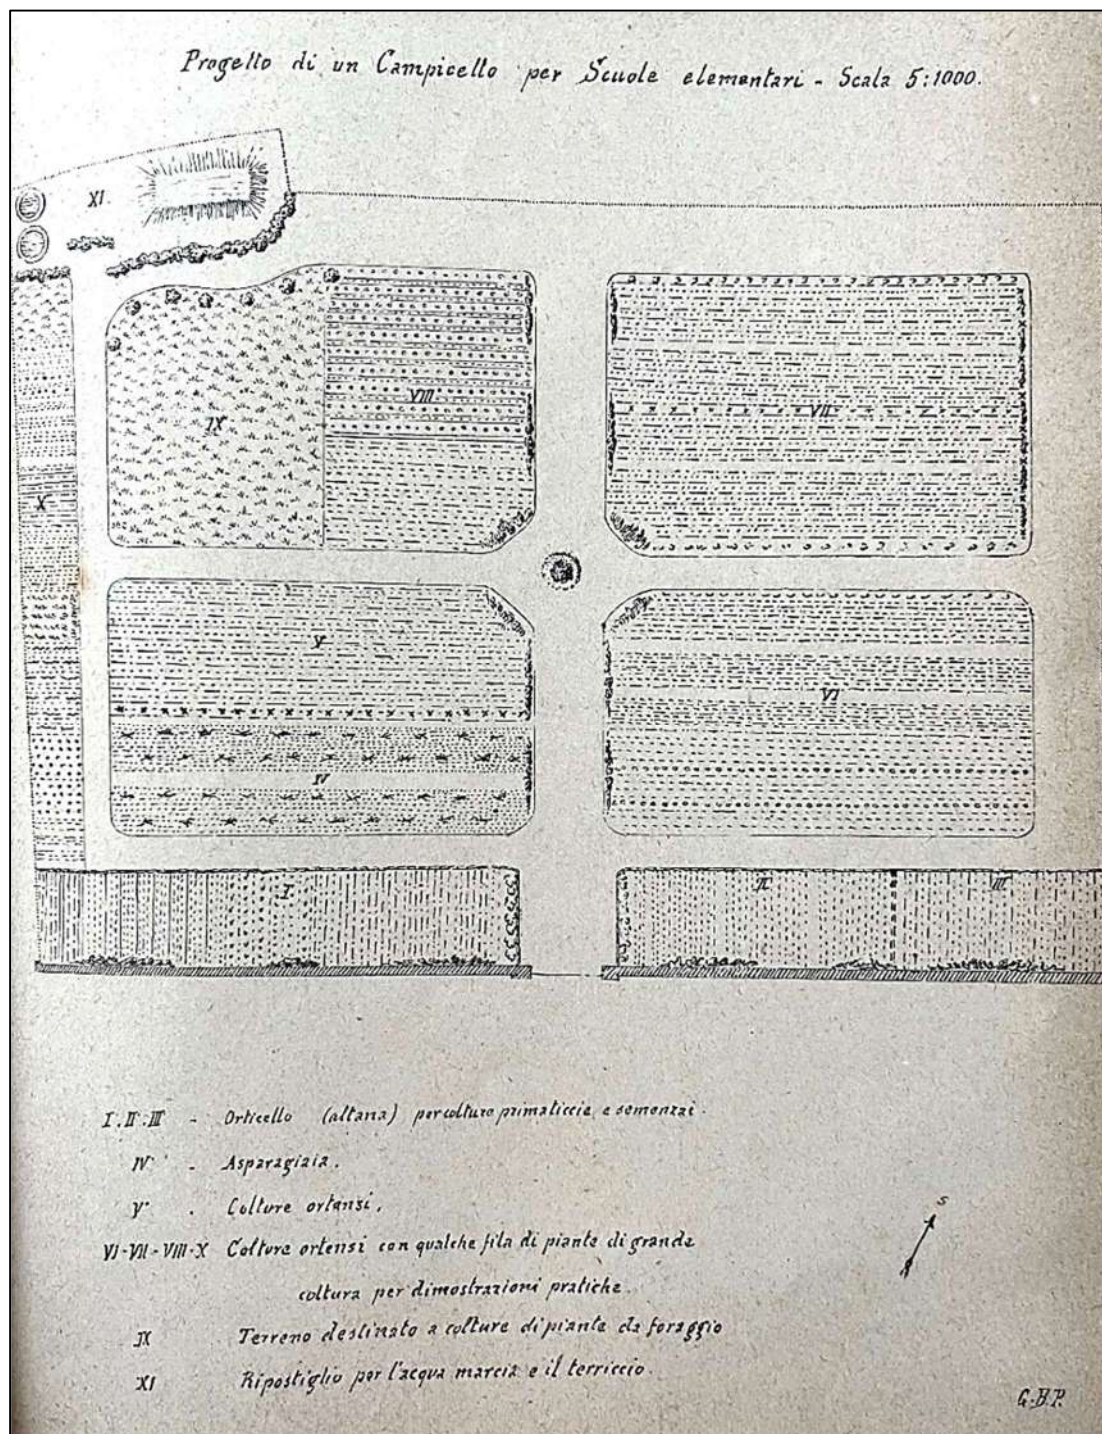 Progetto di un Campicello per Scuole elementari - Scala 5:1000.
XI.
VIII
VII
IX
X
V
VI
IV
I
II
III
I. II. III - Orticello (altana) per colture primaticcie e semenzai.
IV - Asparagiaia.
V . Colture ortensi.
VI-VII-VIII-X Colture ortensi con qualche fila di piante di grande
coltura per dimostrazioni pratiche.
S
IX Terreno destinato a colture di piante da foraggio
XI Ripostiglio per l'acqua marcia e il terriccio.
G.B.P.